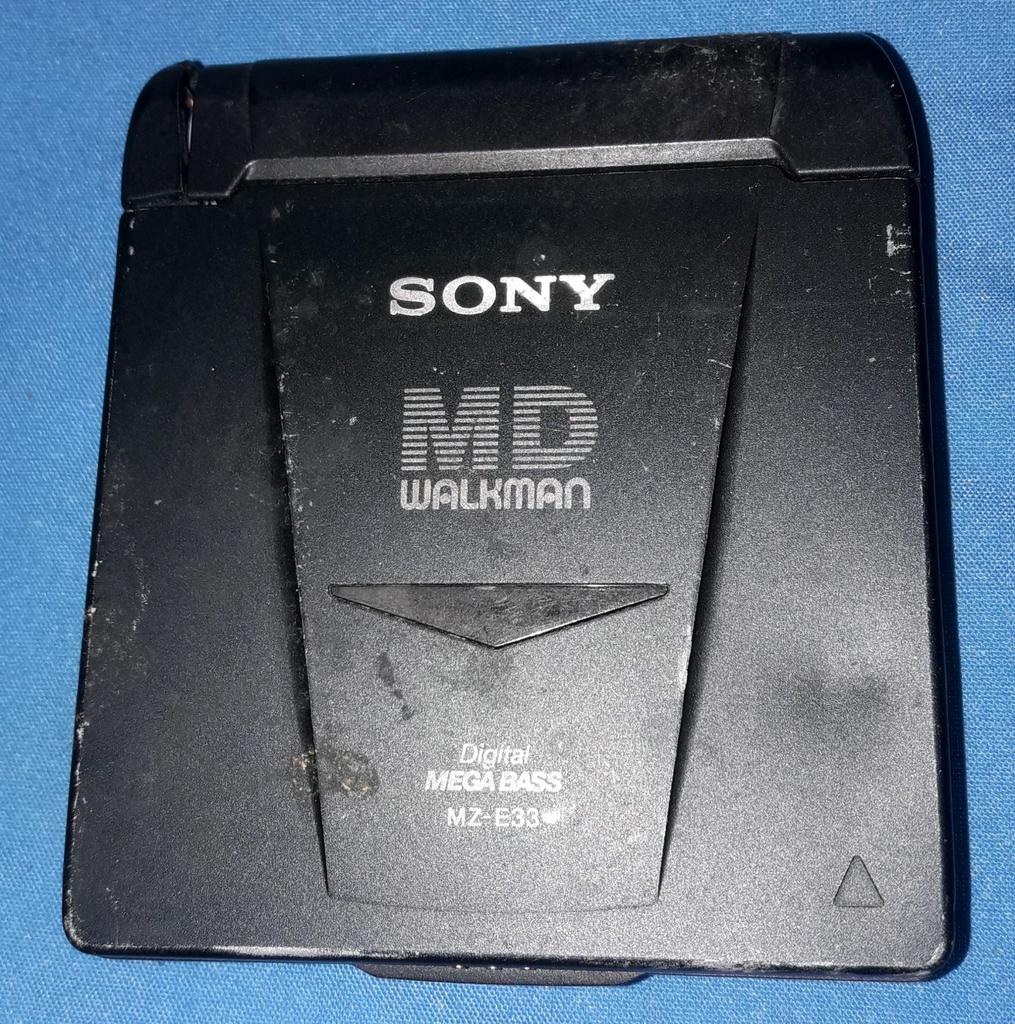 SONY
MD
WALKMAN
Digital
MEGA BASS
MZ-E33